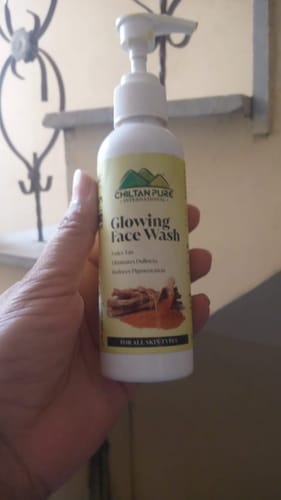 CHILTAN PURE
INTERNATIONAL
Glowing
Face Wash
Fades Tan
Eliminates Dullness
Reduces Pigmentation
FOR ALL SKIN TYPES